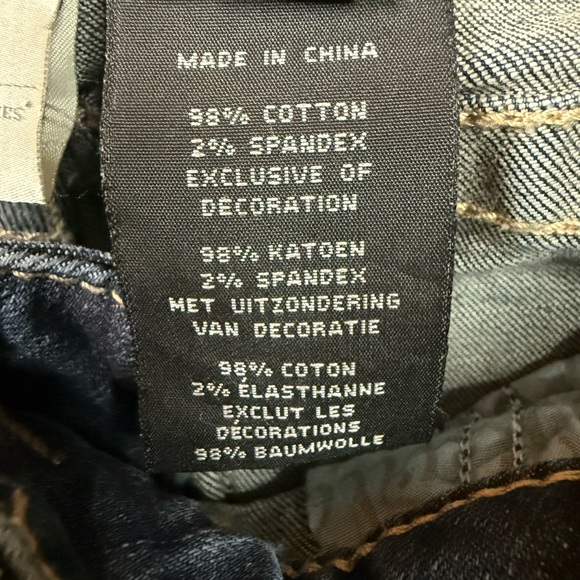 MADE IN CHINA
98% COTTON
2% SPANDEX
EXCLUSIVE OF
DECORATION
98% KATOEN
2% SPANDEX
MET UITZONDERING
VAN DECORATIE
98% COTON
2% ÉLASTHANNE
EXCLUT LES
DÉCORATIONS
98% BAUMWOLLE